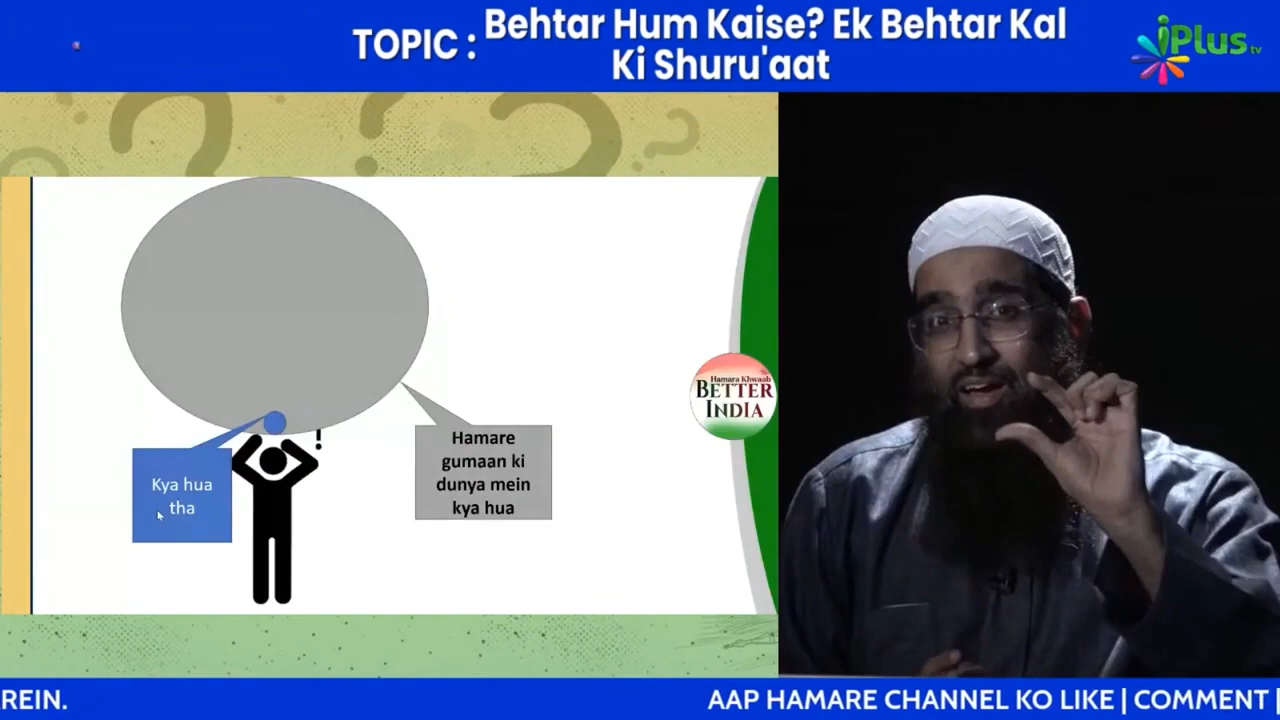 TOPIC : Behtar Hum Kaise? Ek Behtar Kal
Ki Shuru'aat
iPlus tv
Hamara Khwaab
BETTER
INDIA
Kya hua
tha
!
Hamare
gumaan ki
dunya mein
kya hua
REIN.
AAP HAMARE CHANNEL KO LIKE | COMMENT |